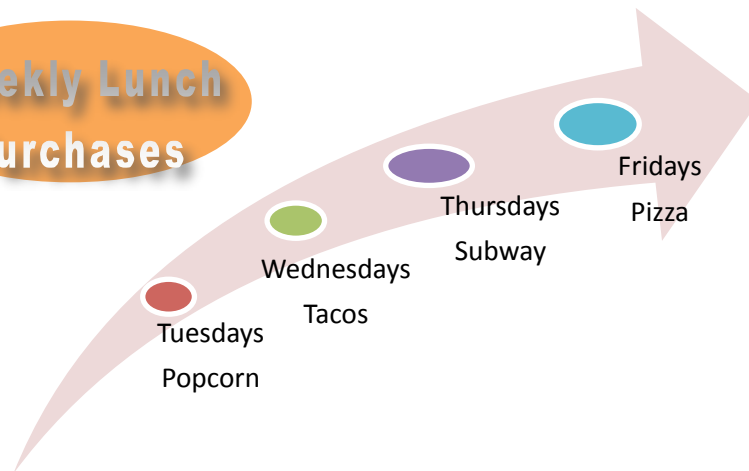 ekly Lunch
urchases
Fridays
Pizza
Thursdays
Subway
Wednesdays
Tacos
Tuesdays
Popcorn